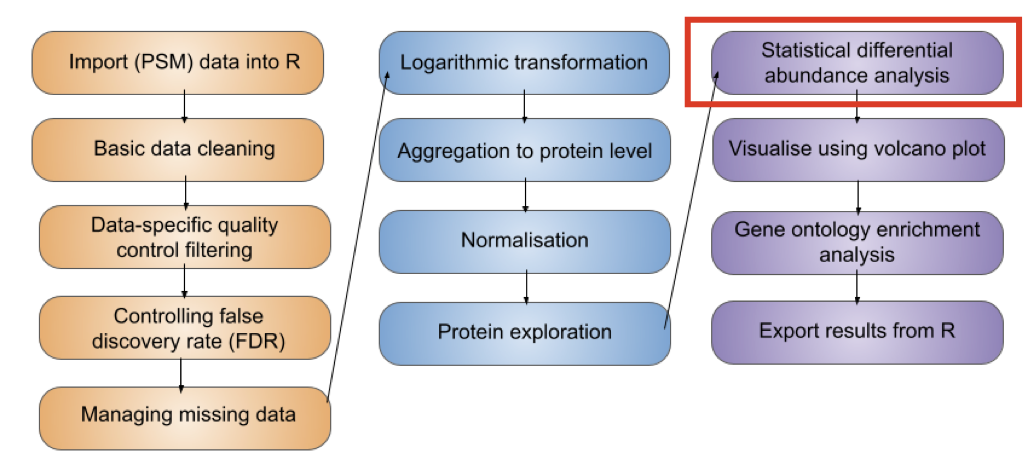 Import (PSM) data into R
Basic data cleaning
Data-specific quality
control filtering
Controlling false
discovery rate (FDR)
Managing missing data
Logarithmic transformation
Aggregation to protein level
Normalisation
Protein exploration
Statistical differential
abundance analysis
Visualise using volcano plot
Gene ontology enrichment
analysis
Export results from R